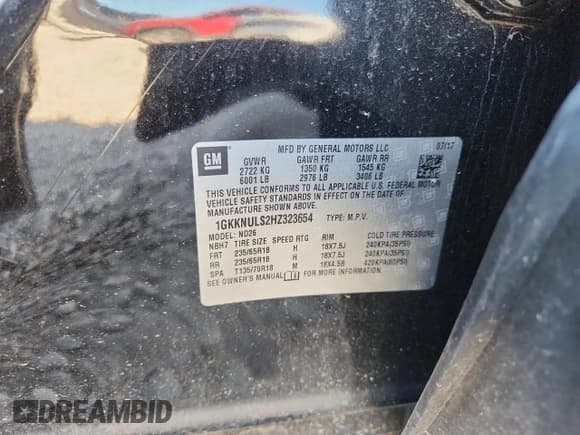 GM
MFD BY GENERAL MOTORS LLC 07/17
GVWR GAWR FRT GAWR RR
2722 KG 1350 KG 1545 KG
6001 LB 2976 LB 3406 LB
THIS VEHICLE CONFORMS TO ALL APPLICABLE U.S. FEDERAL MOTOR
VEHICLE SAFETY STANDARDS IN EFFECT ON THE DATE OF
MANUFACTURE SHOWN ABOVE.
1GKKNULS2HZ323654 TYPE: M.P.V.
MODEL: ND26
NBH7 TIRE SIZE SPEED RTG RIM COLD TIRE PRESSURE
FRT 235/65R18 H 18X7.5J 240KPA(35PSI)
RR 235/65R18 H 18X7.5J 240KPA(35PSI)
SPA T135/70R18 M 18X4.5B 420KPA(60PSI)
SEE OWNER'S MANUAL FOR MORE INFORMATION.
DREAMBID